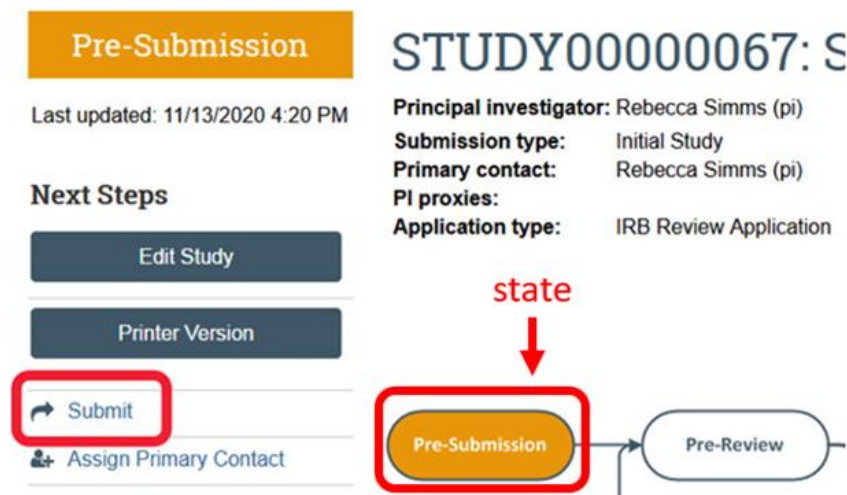 Pre-Submission
Last updated: 11/13/2020 4:20 PM
Next Steps
Edit Study
Printer Version
Submit
Assign Primary Contact
STUDY00000067: S
Principal investigator: Rebecca Simms (pi)
Submission type: Initial Study
Primary contact: Rebecca Simms (pi)
PI proxies:
Application type: IRB Review Application
state
Pre-Submission
Pre-Review